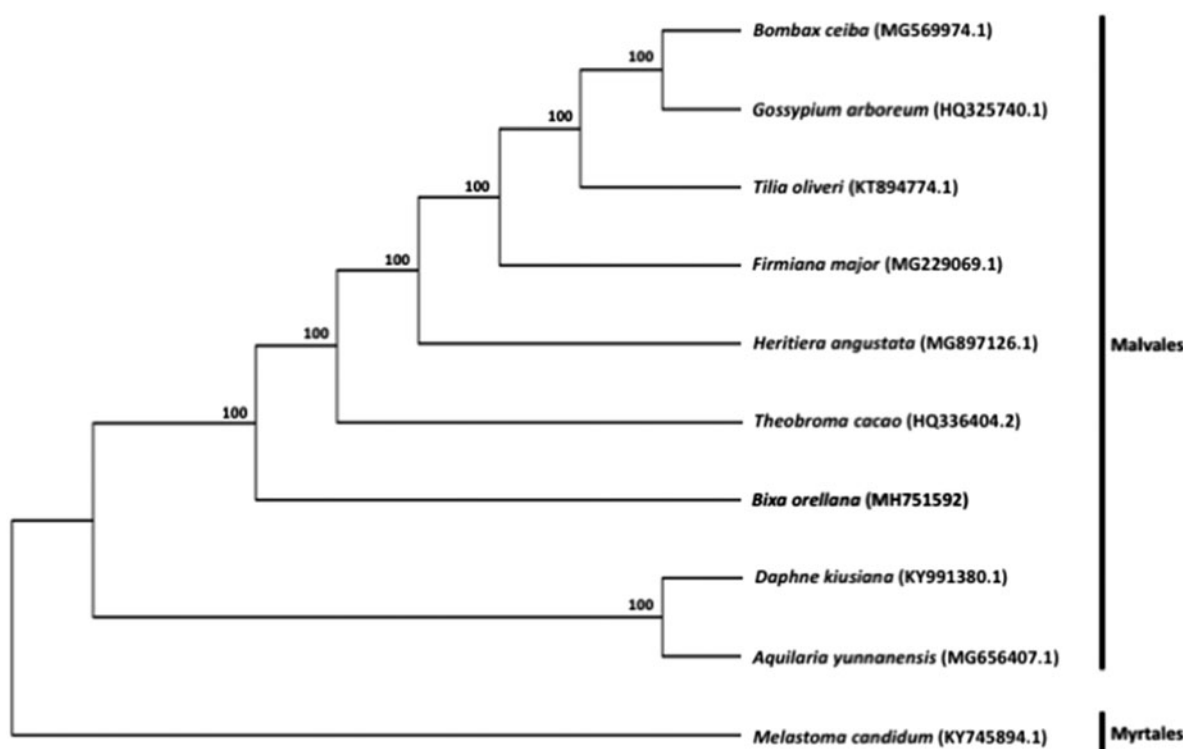 Bombax ceiba (MG569974.1)
100
Gossypium arboreum (HQ325740.1)
100
Tilia oliveri (KT894774.1)
100
Firmiana major (MG229069.1)
100
Heritiera angustata (MG897126.1)
Malvales
100
Theobroma cacao (HQ336404.2)
100
Bixa orellana (MH751592)
Daphne kiusiana (KY991380.1)
100
Aquilaria yunnanensis (MG656407.1)
Melastoma candidum (KY745894.1)
Myrtales